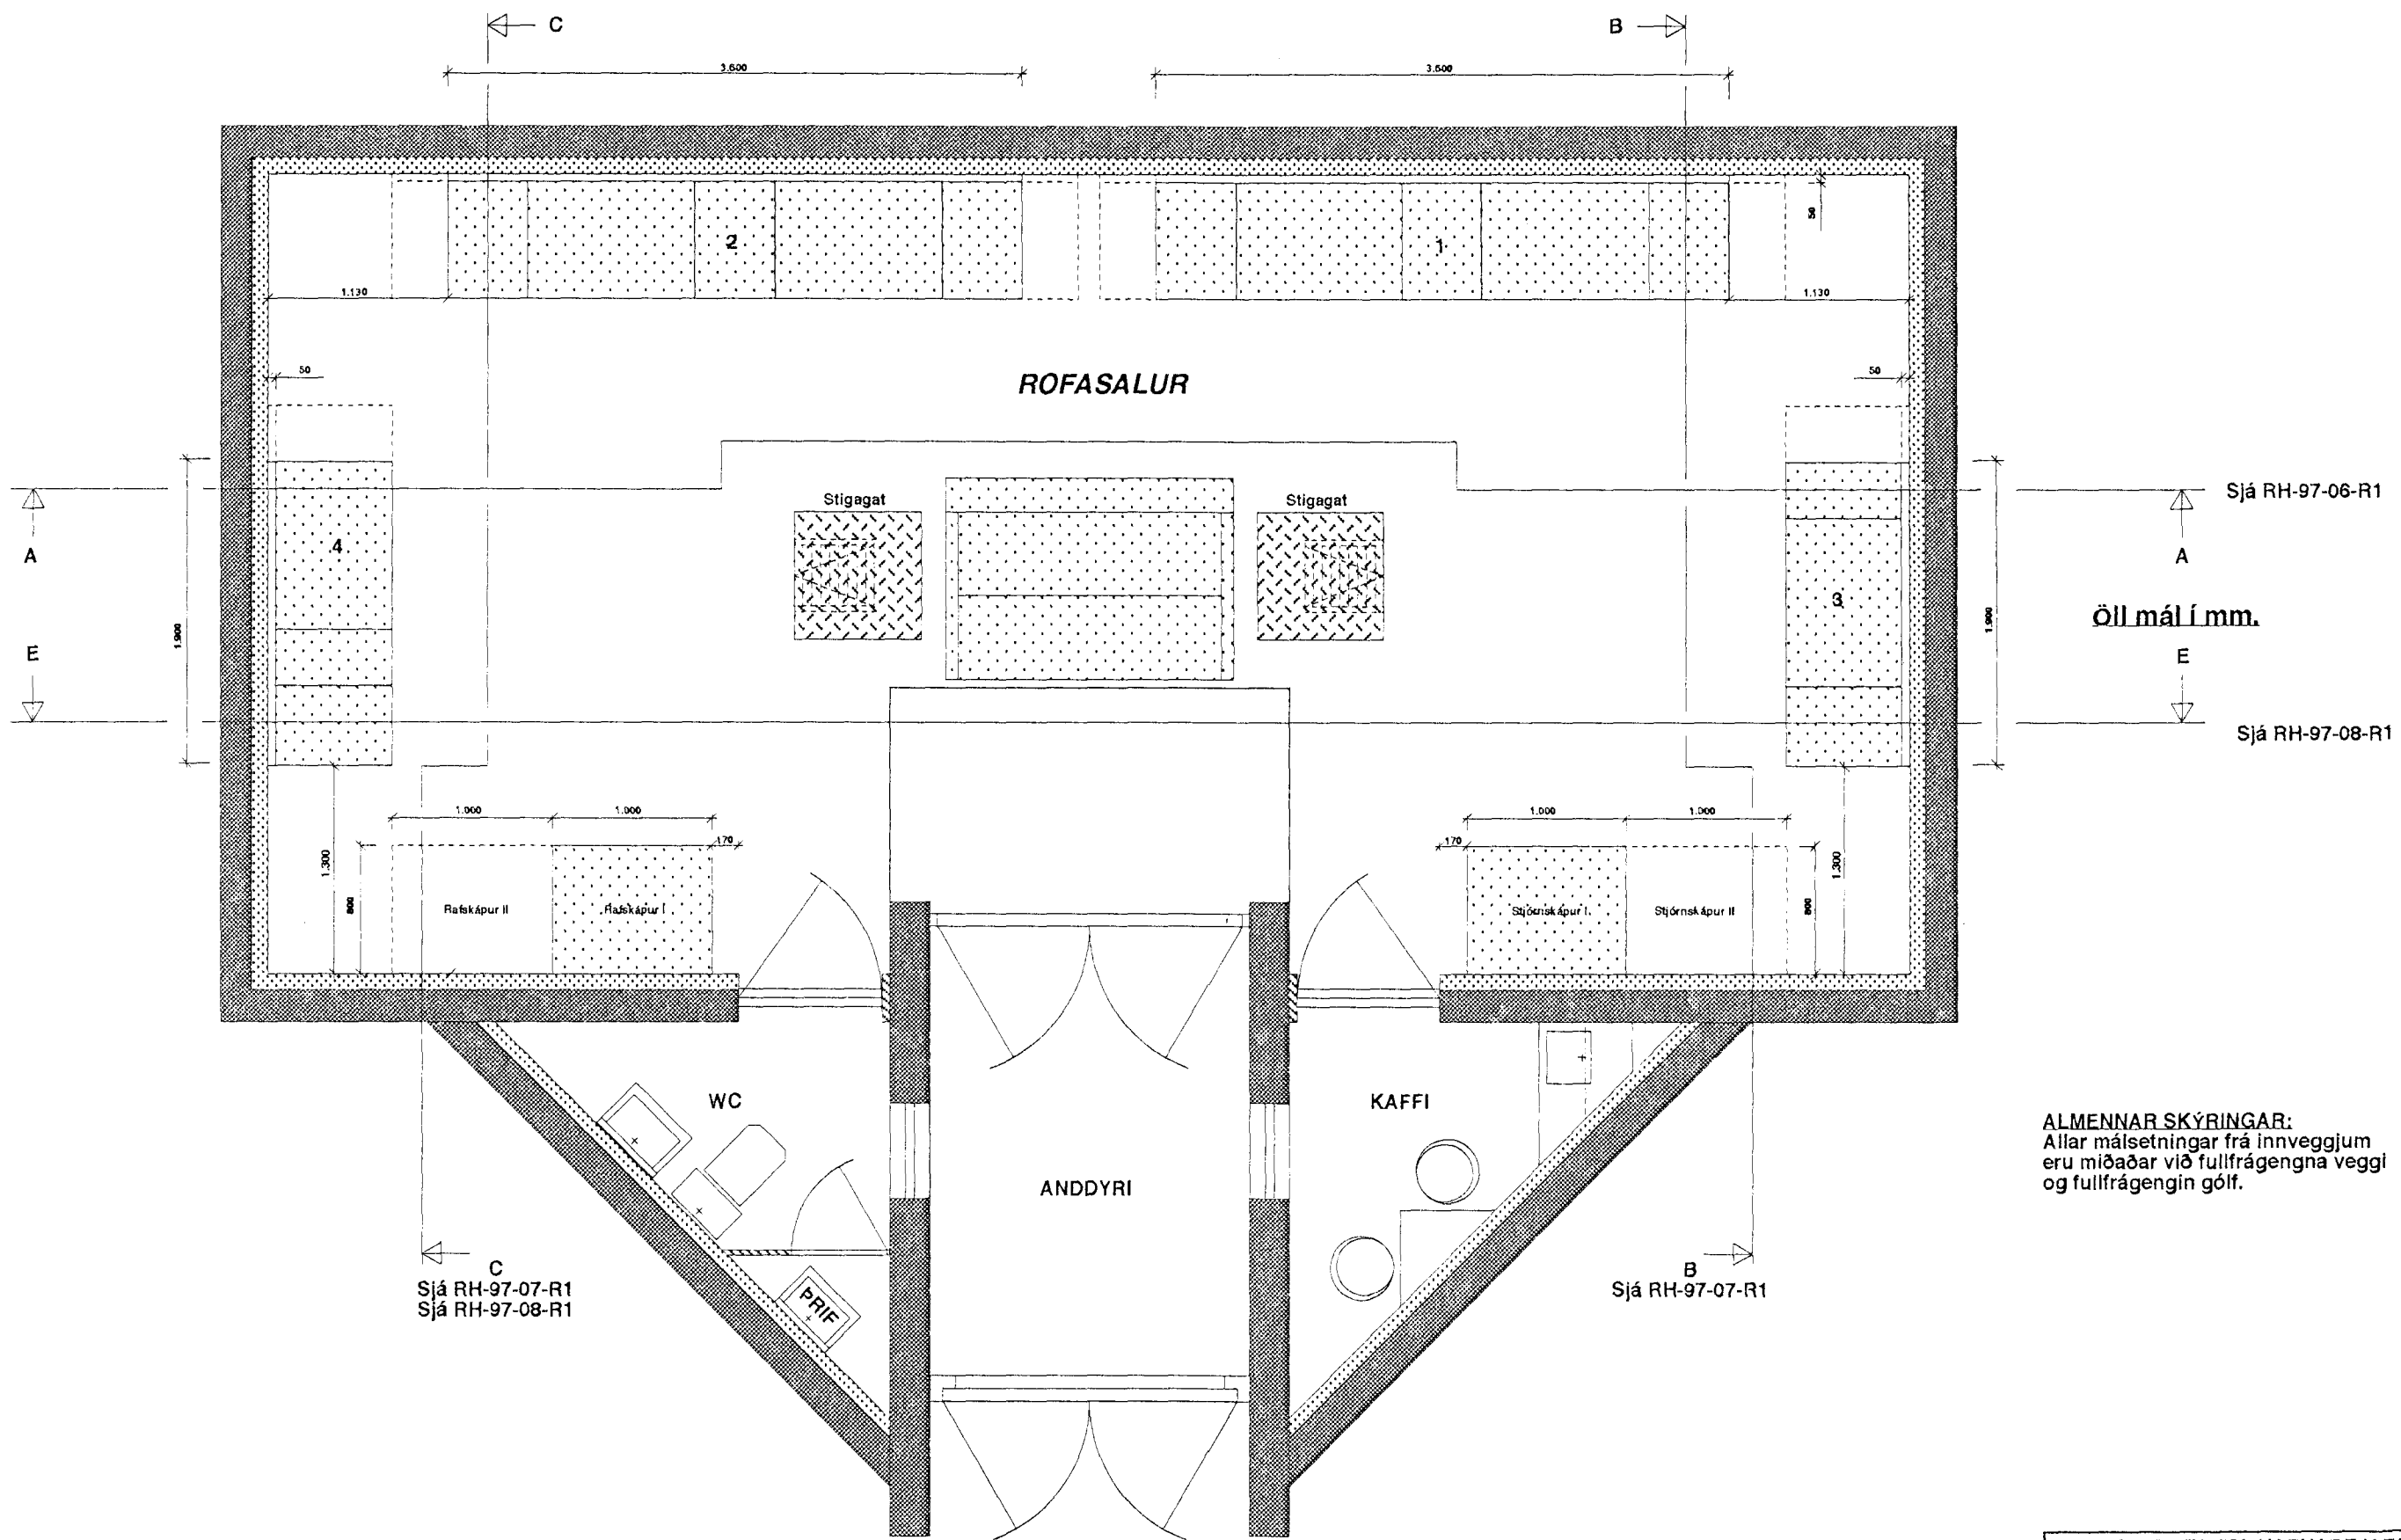 C
B
3.600
3.600
2
1
50
1.130
1.130
50
50
ROFASALUR
Stigagat
Stigagat
Sjá RH-97-06-R1
4
A
A
3
1.900
1.900
Öll mál í mm.
E
E
Sjá RH-97-08-R1
1.000
1.000
170
1.000
1.000
170
1.300
800
1.300
800
Rafskápur II
Rafskápur I
Stjórnskápur I
Stjórnskápur II
WC
KAFFI
ANDDYRI
ÞRIF
ALMENNAR SKÝRINGAR:
Allar málsetningar frá innveggjum
eru miðaðar við fullfrágengna veggi
og fullfrágengin gólf.
C
Sjá RH-97-07-R1
Sjá RH-97-08-R1
B
Sjá RH-97-07-R1